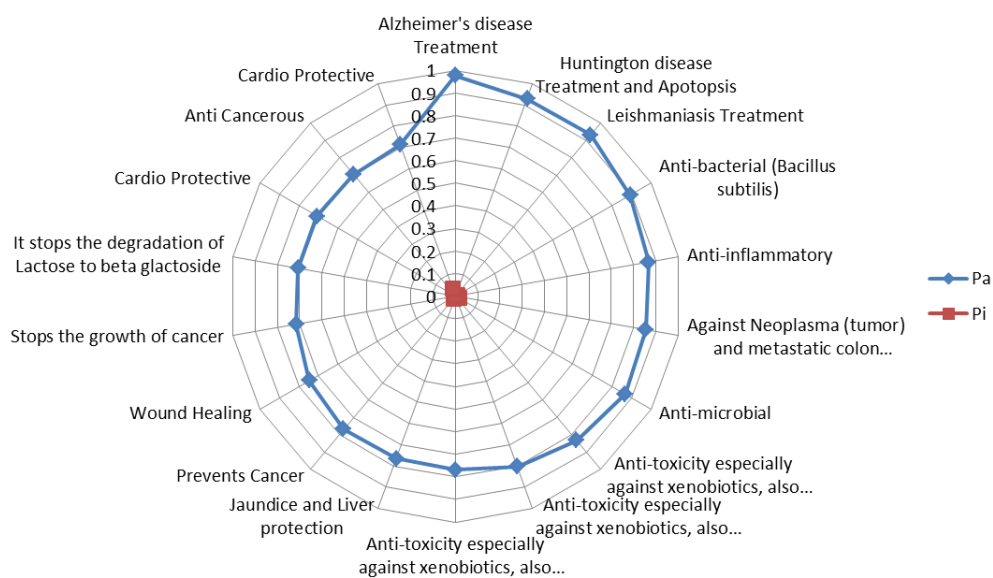 Alzheimer's disease
Treatment
Huntington disease
Treatment and Apotopsis
Leishmaniasis Treatment
Anti-bacterial (Bacillus
subtilis)
Anti-inflammatory
Against Neoplasma (tumor)
and metastatic colon...
Anti-microbial
Anti-toxicity especially
against xenobiotics, also...
Anti-toxicity especially
against xenobiotics, also...
Anti-toxicity especially
against xenobiotics, also...
Jaundice and Liver
protection
Prevents Cancer
Wound Healing
Stops the growth of cancer
It stops the degradation of
Lactose to beta glactoside
Cardio Protective
Anti Cancerous
Cardio Protective
1
0.9
0.8
0.7
0.6
0.5
0.4
0.3
0.2
0.1
0
Pa
Pi